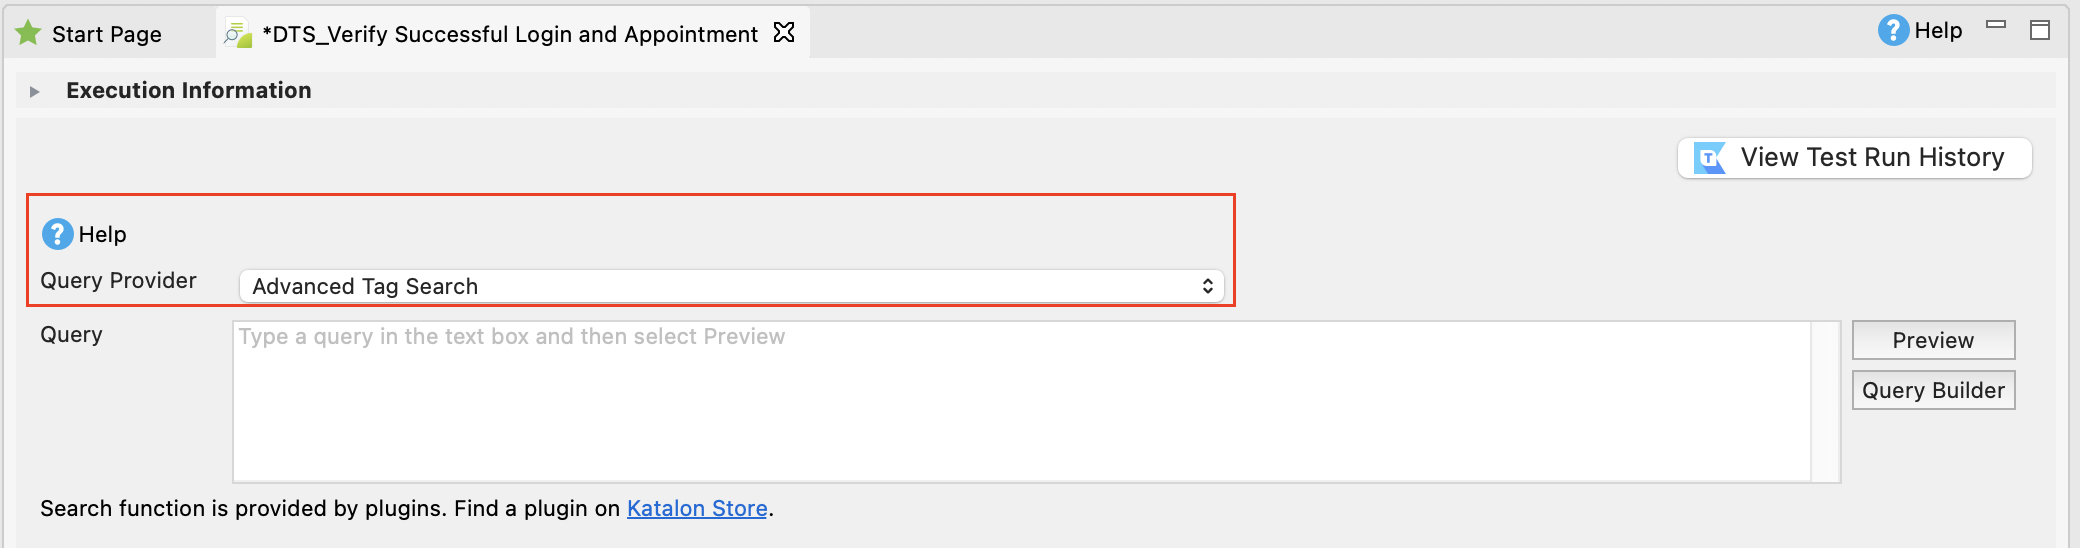 Start Page
*DTS_Verify Successful Login and Appointment
Help
Execution Information
View Test Run History
Help
Query Provider
Advanced Tag Search
Query
Type a query in the text box and then select Preview
Preview
Query Builder
Search function is provided by plugins. Find a plugin on Katalon Store.